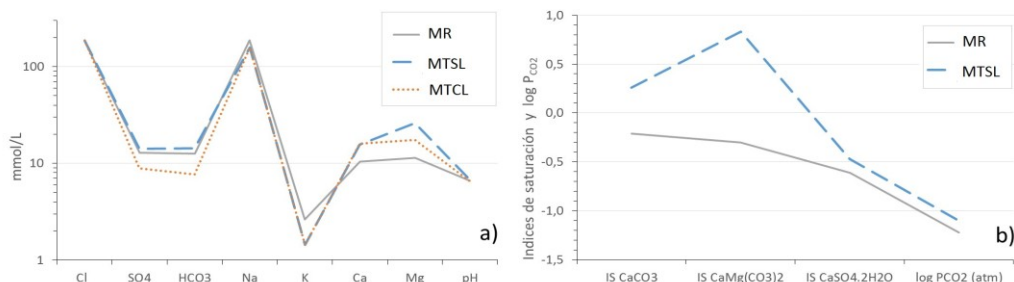 MR
MTSL
MTCL
100
10
1
mmol/L
Cl SO4 HCO3 Na K Ca Mg pH
a)
MR
MTSL
1,0
0,5
0,0
-0,5
-1,0
-1,5
Indices de saturación y log PCO2
IS CaCO3 IS CaMg(CO3)2 IS CaSO4.2H2O log PCO2 (atm)
b)